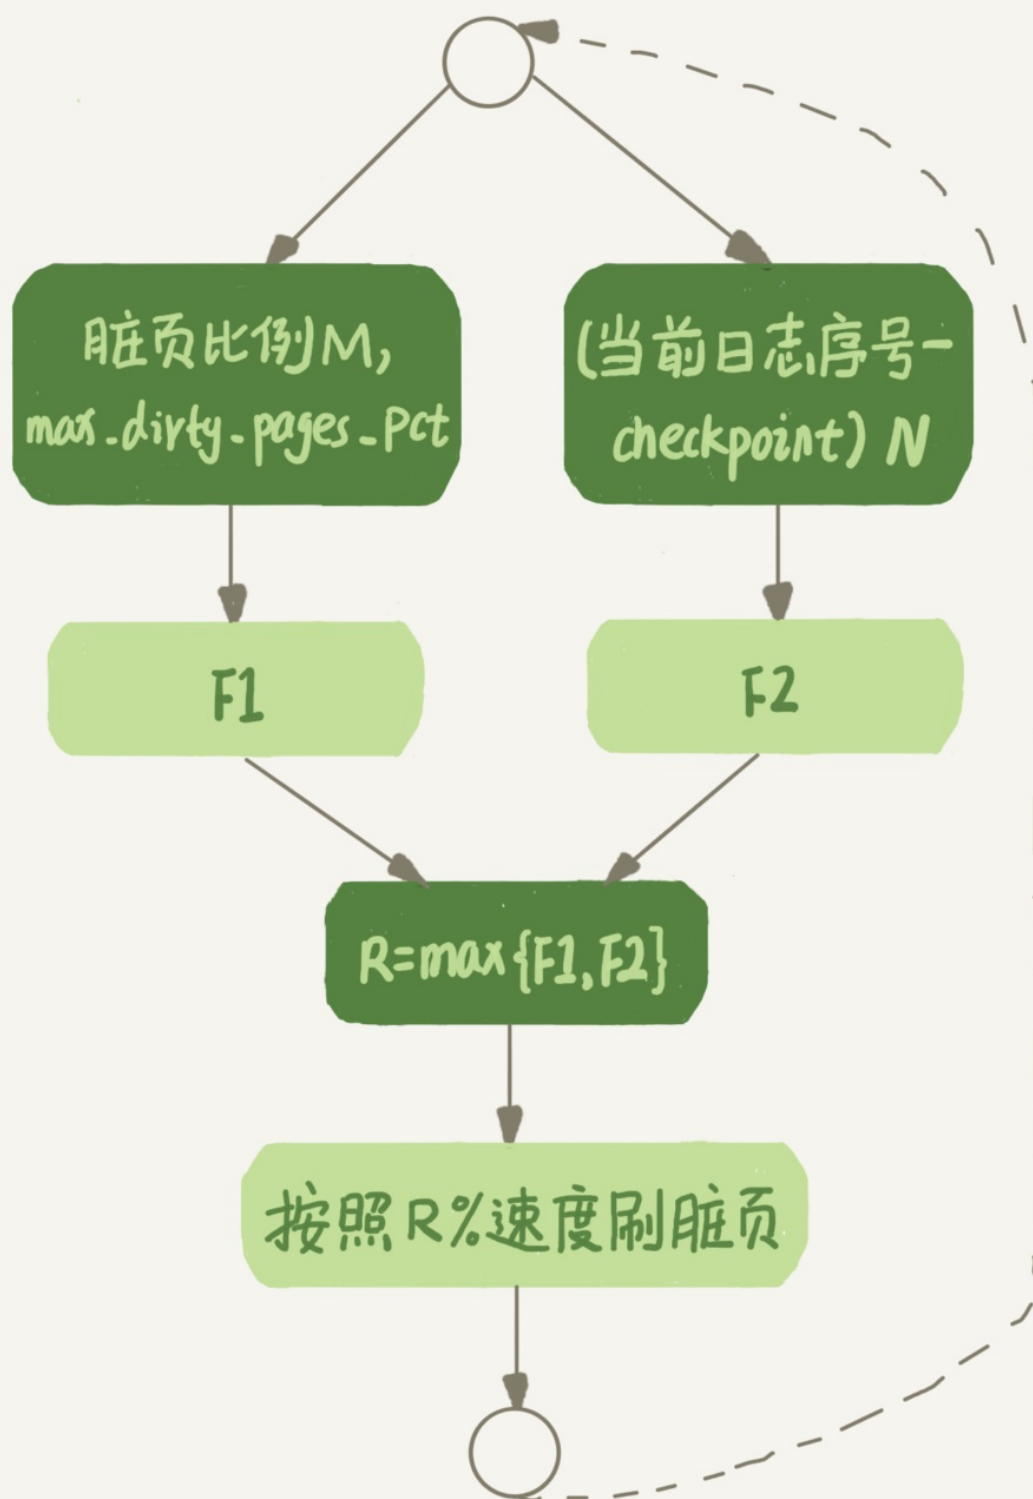 脏页比例M,
max_dirty_pages_pct
(当前日志序号-
checkpoint) N
F1
F2
R=max{F1,F2}
按照R%速度刷脏页